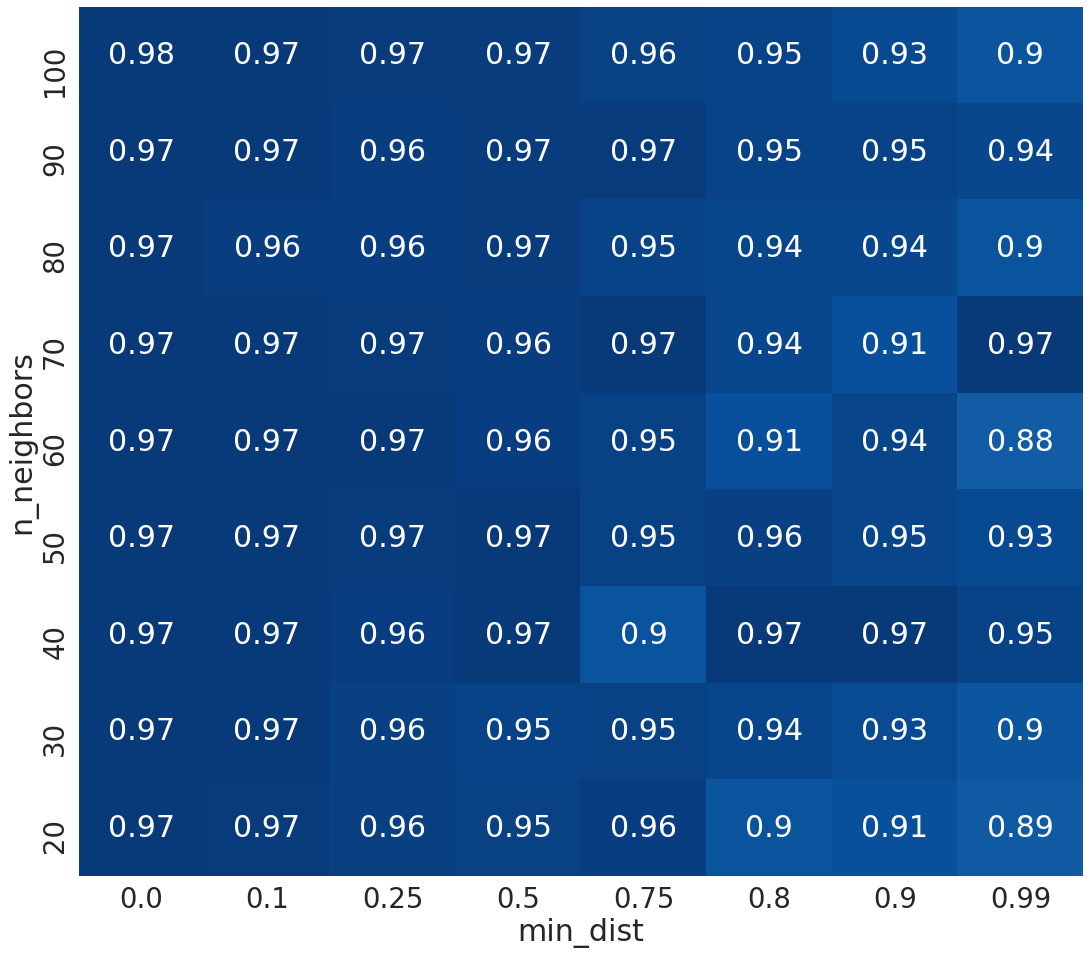 n_neighbors
100 0.98 0.97 0.97 0.97 0.96 0.95 0.93 0.9
90 0.97 0.97 0.96 0.97 0.97 0.95 0.95 0.94
80 0.97 0.96 0.96 0.97 0.95 0.94 0.94 0.9
70 0.97 0.97 0.97 0.96 0.97 0.94 0.91 0.97
60 0.97 0.97 0.97 0.96 0.95 0.91 0.94 0.88
50 0.97 0.97 0.97 0.97 0.95 0.96 0.95 0.93
40 0.97 0.97 0.96 0.97 0.9 0.97 0.97 0.95
30 0.97 0.97 0.96 0.95 0.95 0.94 0.93 0.9
20 0.97 0.97 0.96 0.95 0.96 0.9 0.91 0.89
0.0 0.1 0.25 0.5 0.75 0.8 0.9 0.99
min_dist